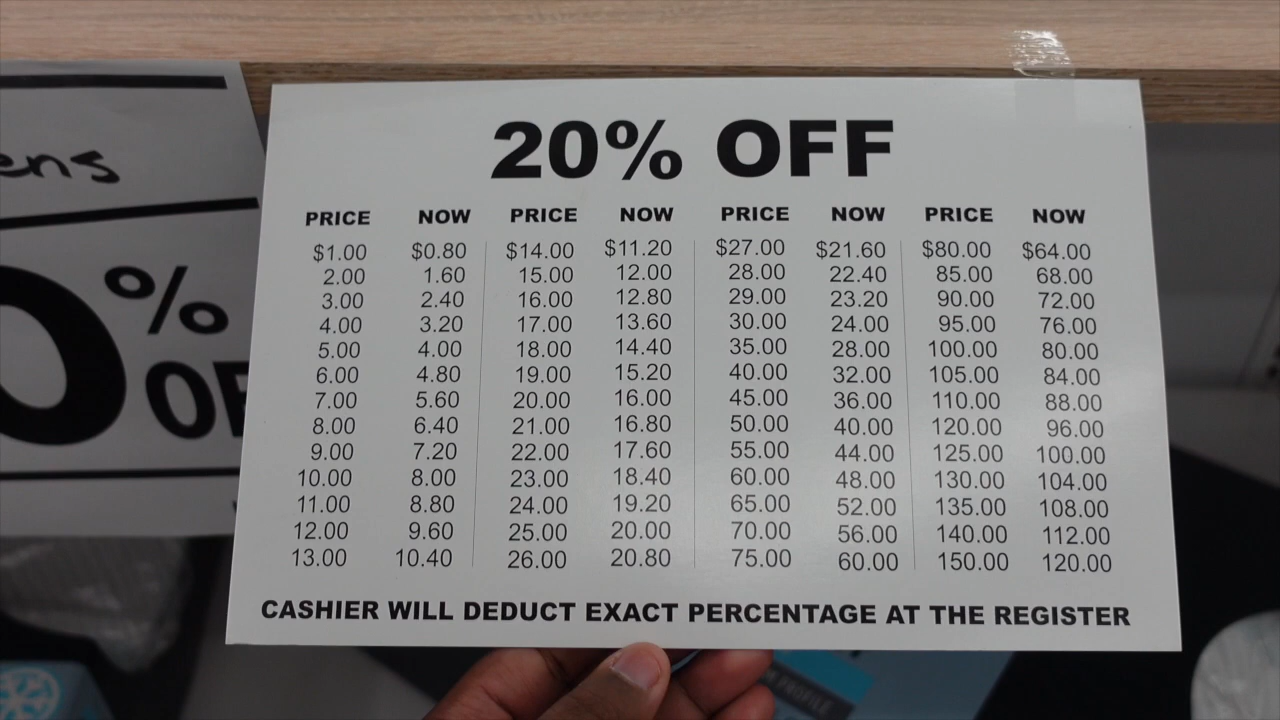 ens
%
20% OFF
PRICE NOW PRICE NOW PRICE NOW PRICE NOW
$1.00 $0.80 $14.00 $11.20 $27.00 $21.60 $80.00 $64.00
2.00 1.60 15.00 12.00 28.00 22.40 85.00 68.00
3.00 2.40 16.00 12.80 29.00 23.20 90.00 72.00
4.00 3.20 17.00 13.60 30.00 24.00 95.00 76.00
5.00 4.00 18.00 14.40 35.00 28.00 100.00 80.00
6.00 4.80 19.00 15.20 40.00 32.00 105.00 84.00
7.00 5.60 20.00 16.00 45.00 36.00 110.00 88.00
8.00 6.40 21.00 16.80 50.00 40.00 120.00 96.00
9.00 7.20 22.00 17.60 55.00 44.00 125.00 100.00
10.00 8.00 23.00 18.40 60.00 48.00 130.00 104.00
11.00 8.80 24.00 19.20 65.00 52.00 135.00 108.00
12.00 9.60 25.00 20.00 70.00 56.00 140.00 112.00
13.00 10.40 26.00 20.80 75.00 60.00 150.00 120.00
CASHIER WILL DEDUCT EXACT PERCENTAGE AT THE REGISTER
PROFILE